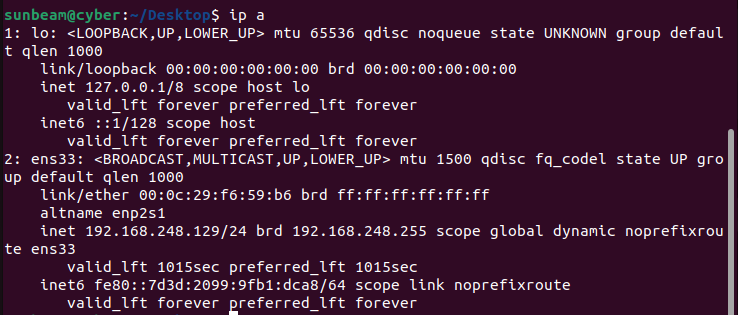 sunbeam@cyber:~/Desktop$ ip a
1: lo: <LOOPBACK,UP,LOWER_UP> mtu 65536 qdisc noqueue state UNKNOWN group defaul
t qlen 1000
    link/loopback 00:00:00:00:00:00 brd 00:00:00:00:00:00
    inet 127.0.0.1/8 scope host lo
       valid_lft forever preferred_lft forever
    inet6 ::1/128 scope host
       valid_lft forever preferred_lft forever
2: ens33: <BROADCAST,MULTICAST,UP,LOWER_UP> mtu 1500 qdisc fq_codel state UP gro
up default qlen 1000
    link/ether 00:0c:29:f6:59:b6 brd ff:ff:ff:ff:ff:ff
    altname enp2s1
    inet 192.168.248.129/24 brd 192.168.248.255 scope global dynamic noprefixrou
te ens33
       valid_lft 1015sec preferred_lft 1015sec
    inet6 fe80::7d3d:2099:9fb1:dca8/64 scope link noprefixroute
       valid_lft forever preferred_lft forever